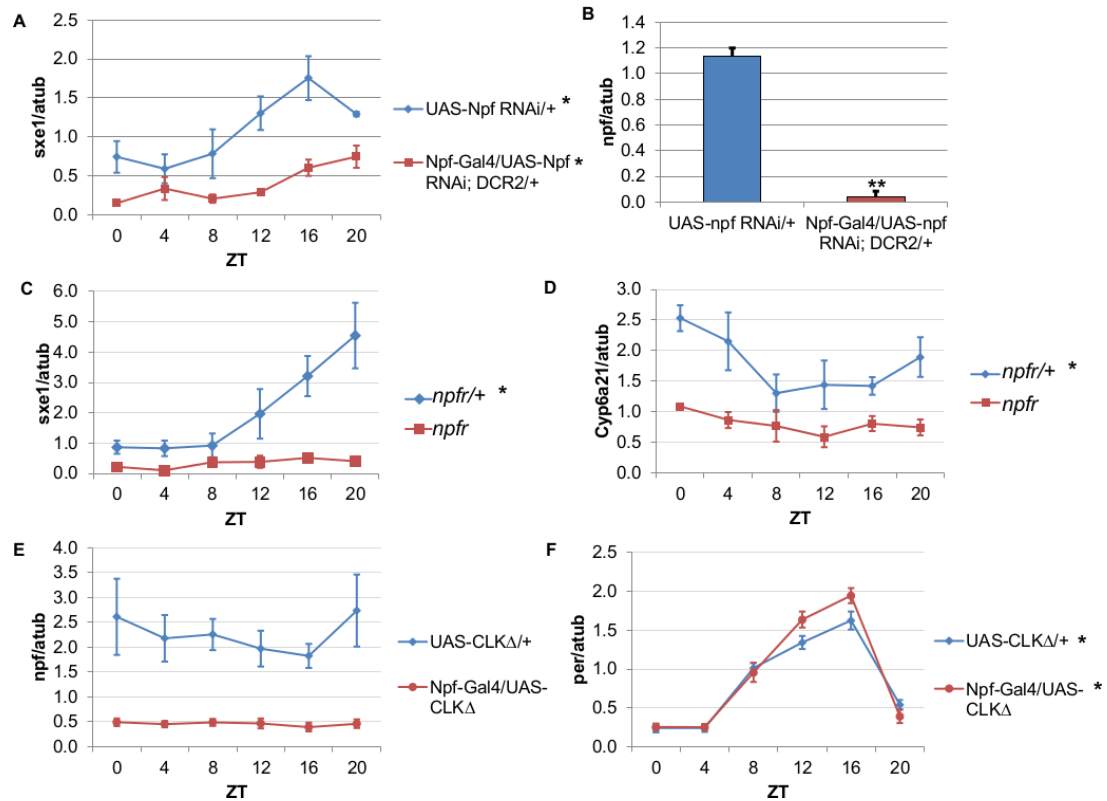 A
sxe1/atub
2.5
2.0
1.5
1.0
0.5
0.0
0 4 8 12 16 20
ZT
UAS-Npf RNAi/+ *
Npf-Gal4/UAS-Npf *
RNAi; DCR2/+
B
npf/atub
1.4
1.2
1.0
0.8
0.6
0.4
0.2
0.0
**
UAS-npf RNAi/+
Npf-Gal4/UAS-npf
RNAi; DCR2/+
C
sxe1/atub
6.0
5.0
4.0
3.0
2.0
1.0
0.0
0 4 8 12 16 20
ZT
npfr/+ *
npfr
D
Cyp6a21/atub
3.0
2.5
2.0
1.5
1.0
0.5
0.0
0 4 8 12 16 20
ZT
npfr/+ *
npfr
E
npf/atub
4.0
3.5
3.0
2.5
2.0
1.5
1.0
0.5
0.0
0 4 8 12 16 20
ZT
UAS-CLKΔ/+
Npf-Gal4/UAS-
CLKΔ
F
per/atub
2.5
2.0
1.5
1.0
0.5
0.0
0 4 8 12 16 20
ZT
UAS-CLKΔ/+ *
Npf-Gal4/UAS- *
CLKΔ